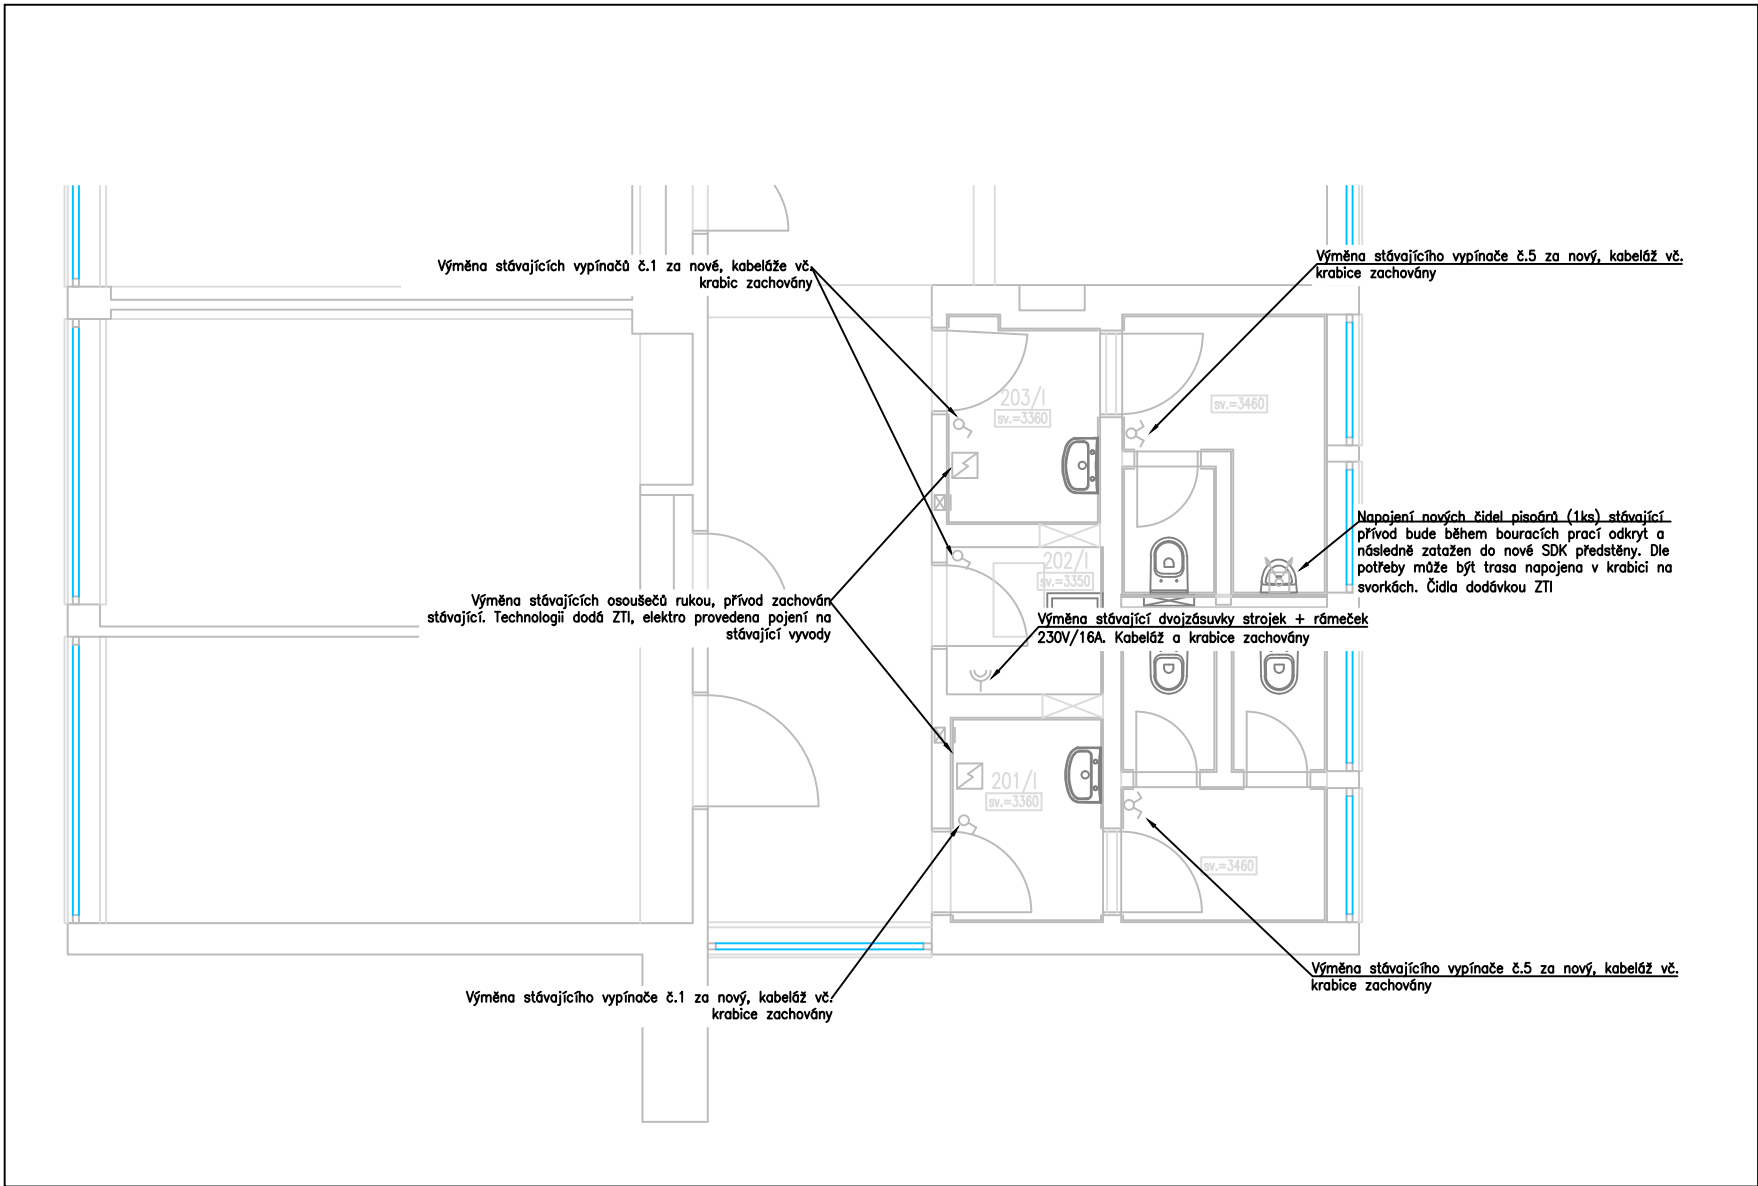 Výměna stávajících vypínačů č.1 za nové, kabeláže vč.
krabic zachovány
Výměna stávajícího vypínače č.5 za nový, kabeláž vč.
krabice zachovány
203/I
sv.=3360
sv.=3460
Napojení nových čidel pisoárů (1ks) stávající
přívod bude během bouracích prací odkryt a
následně zatažen do nové SDK předstěny. Dle
potřeby může být trasa napojena v krabici na
svorkách. Čidla dodávkou ZTI
202/I
sv.=3350
Výměna stávajících osoušečů rukou, přívod zachován
stávající. Technologii dodá ZTI, elektro provedena pojení na
stávající vyvody
Výměna stávající dvojzásuvky strojek + rámeček
230V/16A. Kabeláž a krabice zachovány
201/I
sv.=3360
sv.=3460
Výměna stávajícího vypínače č.5 za nový, kabeláž vč.
krabice zachovány
Výměna stávajícího vypínače č.1 za nový, kabeláž vč.
krabice zachovány